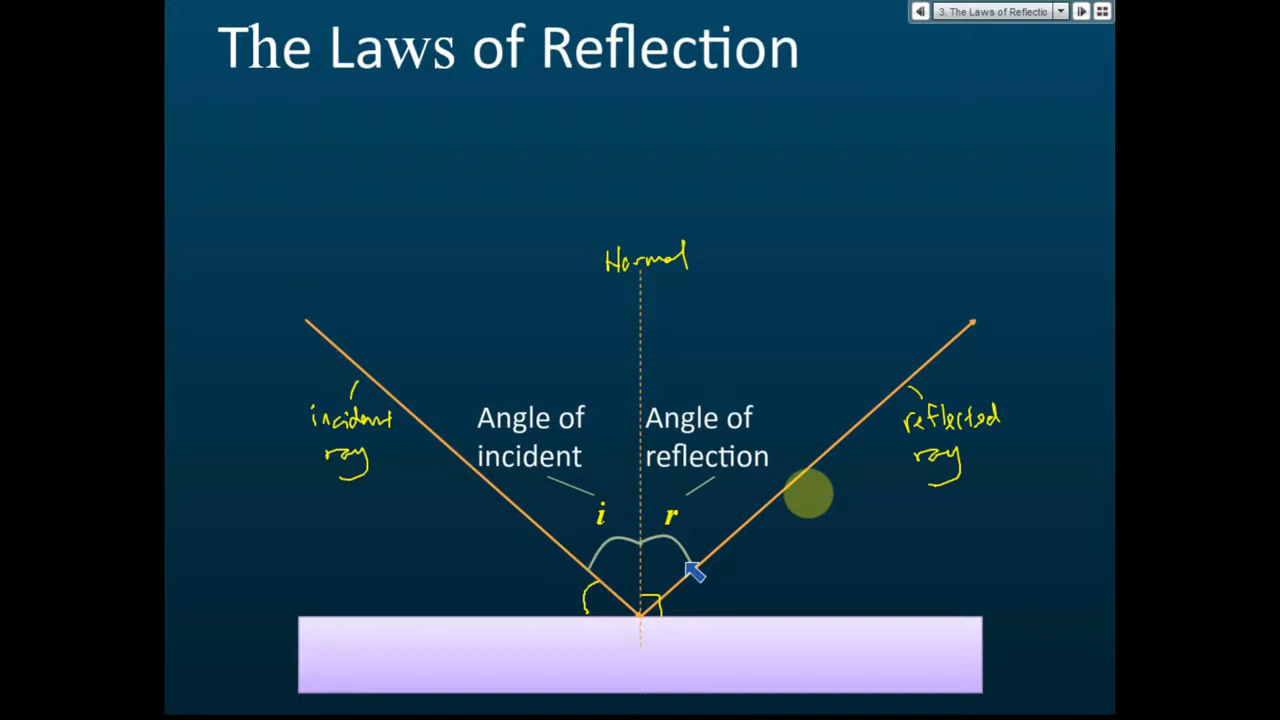 3. The Laws of Reflectio
The Laws of Reflection
Normal
incident
ray
Angle of
incident
Angle of
reflection
reflected
ray
i
r